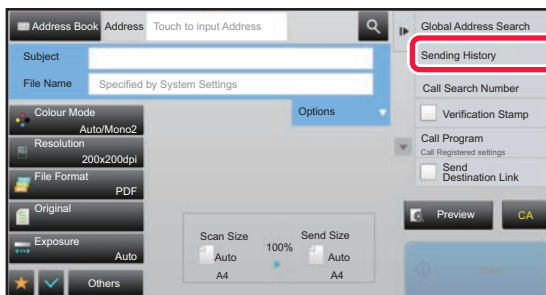 Address Book Address Touch to input Address
Subject
File Name Specified by System Settings
Options
Colour Mode
Auto/Mono2
Resolution
200x200dpi
File Format
PDF
Original
Exposure
Auto
Others
Scan Size
Auto
A4
100%
Send Size
Auto
A4
Global Address Search
Sending History
Call Search Number
Verification Stamp
Call Program
Call Registered settings
Send
Destination Link
Preview
CA
Start